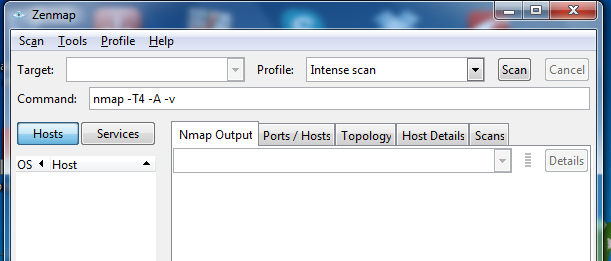 Zenmap
Scan Tools Profile Help
Target: Profile: Intense scan Scan Cancel
Command: nmap -T4 -A -v
Hosts Services Nmap Output Ports / Hosts Topology Host Details Scans
OS Host Details